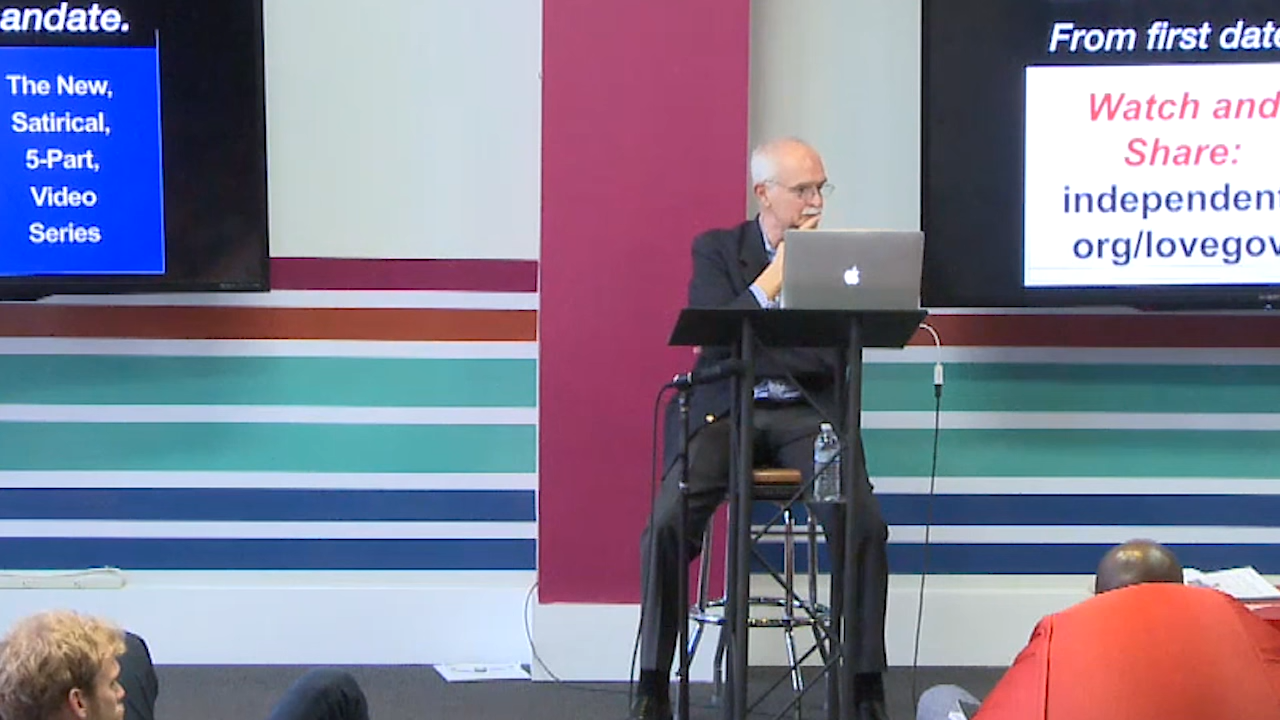 andate.
The New,
Satirical,
5-Part,
Video
Series
From first date
Watch and
Share:
independent
org/lovegov